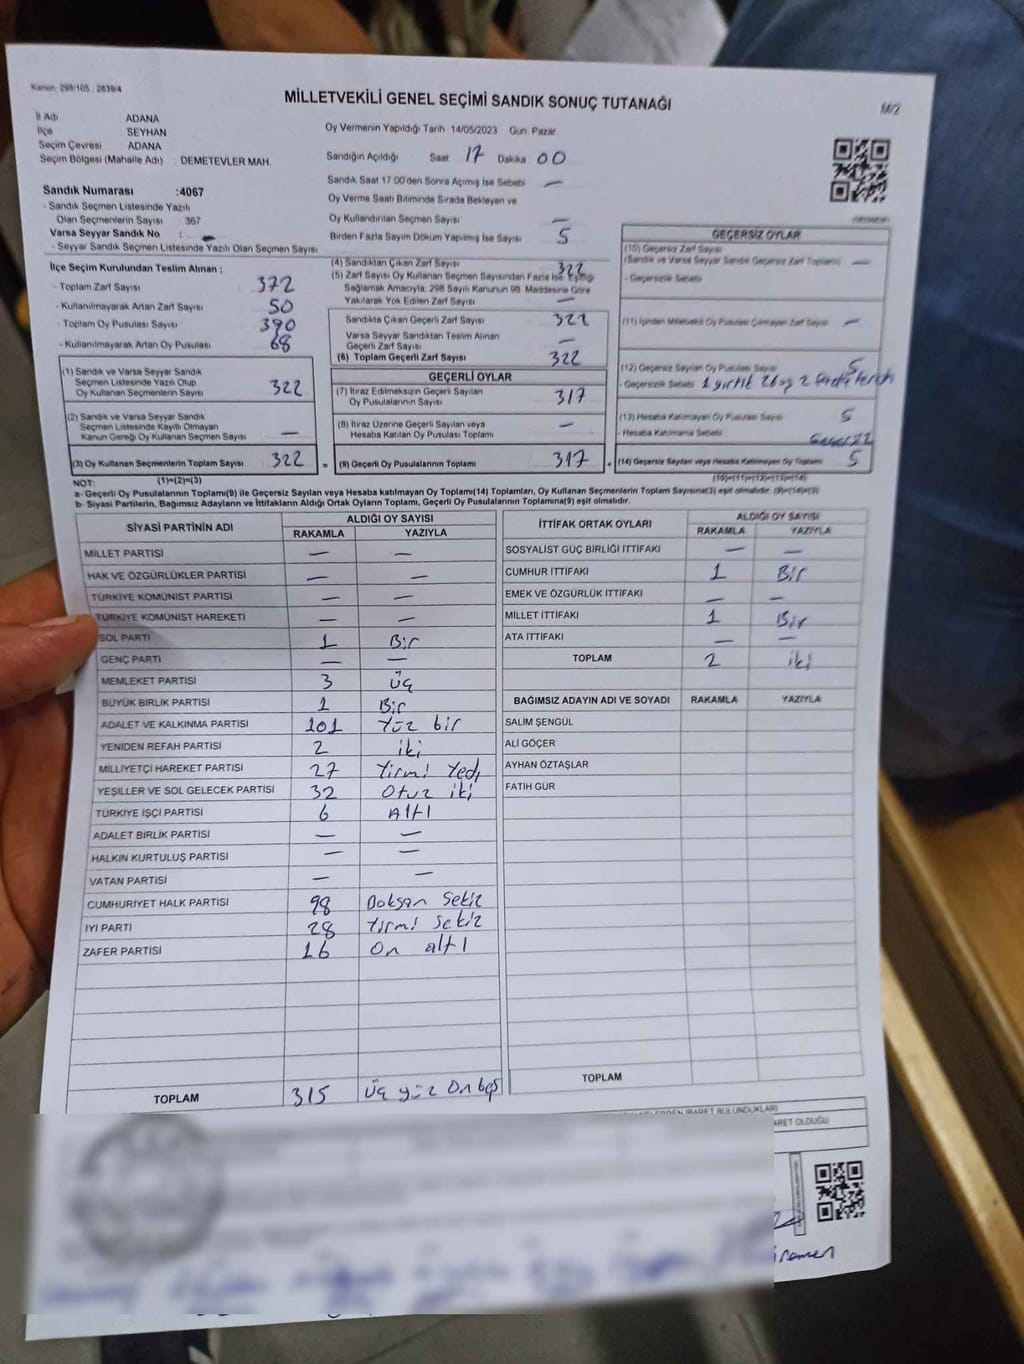 Kanun, 298/105 , 2839/4
MİLLETVEKİLİ GENEL SEÇİMİ SANDIK SONUÇ TUTANAĞI
M/2
İl Adı ADANA
İlçe SEYHAN
Seçim Çevresi ADANA
Seçim Bölgesi (Mahalle Adı) : DEMETEVLER MAH.
Oy Vermenin Yapıldığı Tarih 14/05/2023 Gün Pazar
Sandığın Açıldığı Saat 17 Dakika 00
Sandık Saat 17 00'den Sonra Açılmış İse Sebebi —
Oy Verme Saati Bitiminde Sırada Bekleyen ve
Oy Kullandırılan Seçmen Sayısı —
Birden Fazla Sayım Döküm Yapılmış İse Sayısı 5
Sandık Numarası :4067
- Sandık Seçmen Listesinde Yazılı
Olan Seçmenlerin Sayısı : 367
Varsa Seyyar Sandık No : —
- Seyyar Sandık Seçmen Listesinde Yazılı Olan Seçmen Sayısı
İlçe Seçim Kurulundan Teslim Alınan ;
- Toplam Zarf Sayısı 372
- Kullanılmayarak Artan Zarf Sayısı 50
- Toplam Oy Pusulası Sayısı 390
- Kullanılmayarak Artan Oy Pusulası 68
(1) Sandık ve Varsa Seyyar Sandık
Seçmen Listesinde Yazılı Olup
Oy Kullanan Seçmenlerin Sayısı 322
(2) Sandık ve Varsa Seyyar Sandık
Seçmen Listesinde Kayıtlı Olmayan
Kanun Gereği Oy Kullanan Seçmen Sayısı —
(3) Oy Kullanan Seçmenlerin Toplam Sayısı 322 =
(1)+(2)=(3)
(4) Sandıktan Çıkan Zarf Sayısı 322
(5) Zarf Sayısı Oy Kullanan Seçmen Sayısından Fazla İse, Eşitliği
Sağlamak Amacıyla, 298 Sayılı Kanunun 98. Maddesine Göre
Yakılarak Yok Edilen Zarf Sayısı —
Sandıkta Çıkan Geçerli Zarf Sayısı 322
Varsa Seyyar Sandıktan Teslim Alınan
Geçerli Zarf Sayısı —
(6) Toplam Geçerli Zarf Sayısı 322
GEÇERLİ OYLAR
(7) İtiraz Edilmeksizin Geçerli Sayılan
Oy Pusulalarının Sayısı 317
(8) İtiraz Üzerine Geçerli Sayılan veya
Hesaba Katılan Oy Pusulası Toplamı —
(9) Geçerli Oy Pusulalarının Toplamı 317 +
GEÇERSİZ OYLAR
(10) Geçersiz Zarf Sayısı
(Sandık ve Varsa Seyyar Sandık Geçersiz Zarf Toplamı) —
- Geçersizlik Sebebi
(11) İçinden Milletvekili Oy Pusulası Çıkmayan Zarf Sayısı —
(12) Geçersiz Sayılan Oy Pusulası Sayısı 5
- Geçersizlik Sebebi 1 yırtık
(13) Hesaba Katılmayan Oy Pusulası Sayısı 5
- Hesaba Katılmama Sebebi Geçersiz
(14) Geçersiz Sayılan veya Hesaba Katılmayan Oy Toplamı 5
(10)+(11)+(12)+(13)=(14)
NOT:
a- Geçerli Oy Pusulalarının Toplamı(9) ile Geçersiz Sayılan veya Hesaba katılmayan Oy Toplamı(14) Toplamları, Oy Kullanan Seçmenlerin Toplam Sayısına(3) eşit olmalıdır. (9)+(14)=(3)
b- Siyasi Partilerin, Bağımsız Adayların ve İttifakların Aldığı Ortak Oyların Toplamı, Geçerli Oy Pusulalarının Toplamına(9) eşit olmalıdır.
SİYASİ PARTİNİN ADI ALDIĞI OY SAYISI
RAKAMLA YAZIYLA
MİLLET PARTİSİ — —
HAK VE ÖZGÜRLÜKLER PARTİSİ — —
TÜRKİYE KOMÜNİST PARTİSİ — —
TÜRKİYE KOMÜNİST HAREKETİ — —
SOL PARTİ 1 Bir
GENÇ PARTİ — —
MEMLEKET PARTİSİ 3 Üç
BÜYÜK BİRLİK PARTİSİ 1 Bir
ADALET VE KALKINMA PARTİSİ 101 Yüz bir
YENİDEN REFAH PARTİSİ 2 iki
MİLLİYETÇİ HAREKET PARTİSİ 27 Yirmi Yedi
YEŞİLLER VE SOL GELECEK PARTİSİ 32 Otuz iki
TÜRKİYE İŞÇİ PARTİSİ 6 Altı
ADALET BİRLİK PARTİSİ — —
HALKIN KURTULUŞ PARTİSİ — —
VATAN PARTİSİ — —
CUMHURİYET HALK PARTİSİ 98 Doksan Sekiz
İYİ PARTİ 28 Yirmi Sekiz
ZAFER PARTİSİ 16 On altı
TOPLAM 315 Üç yüz On beş
İTTİFAK ORTAK OYLARI ALDIĞI OY SAYISI
RAKAMLA YAZIYLA
SOSYALİST GÜÇ BİRLİĞİ İTTİFAKI — —
CUMHUR İTTİFAKI 1 Bir
EMEK VE ÖZGÜRLÜK İTTİFAKI — —
MİLLET İTTİFAKI 1 Bir
ATA İTTİFAKI — —
TOPLAM 2 iki
BAĞIMSIZ ADAYIN ADI VE SOYADI RAKAMLA YAZIYLA
SALİM ŞENGÜL
ALİ GÖÇER
AYHAN ÖZTAŞLAR
FATİH GÜR
TOPLAM
İBARET BULUNDUKLARI
ARET OLDUĞU